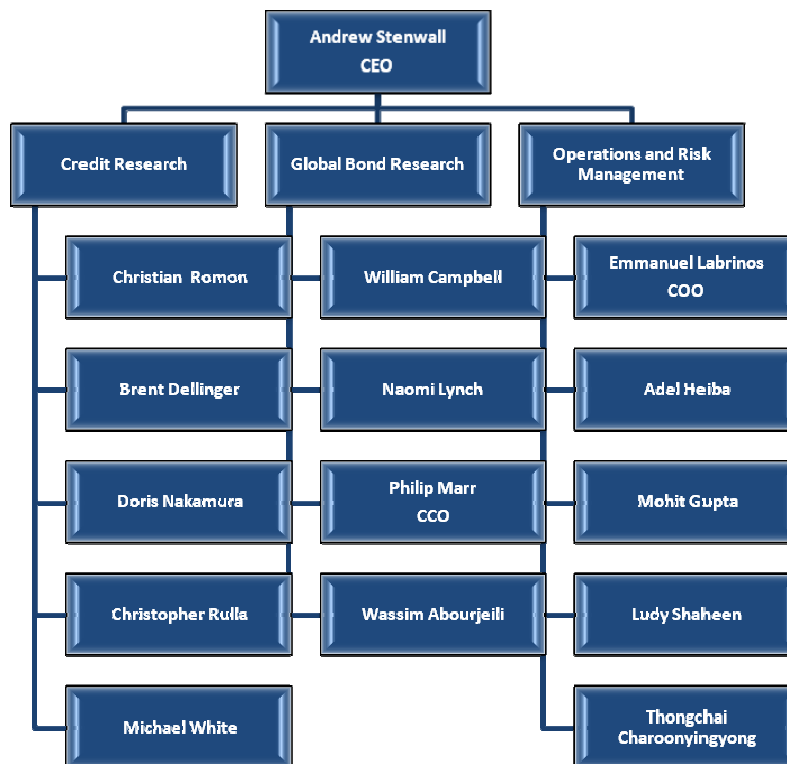 Andrew Stenwall
CEO
Credit Research
Global Bond Research
Operations and Risk
Management
Christian Romon
William Campbell
Emmanuel Labrinos
COO
Brent Dellinger
Naomi Lynch
Adel Heiba
Doris Nakamura
Philip Marr
CCO
Mohit Gupta
Christopher Rulla
Wassim Abourjeili
Ludy Shaheen
Michael White
Thongchai
Charoonyingyong